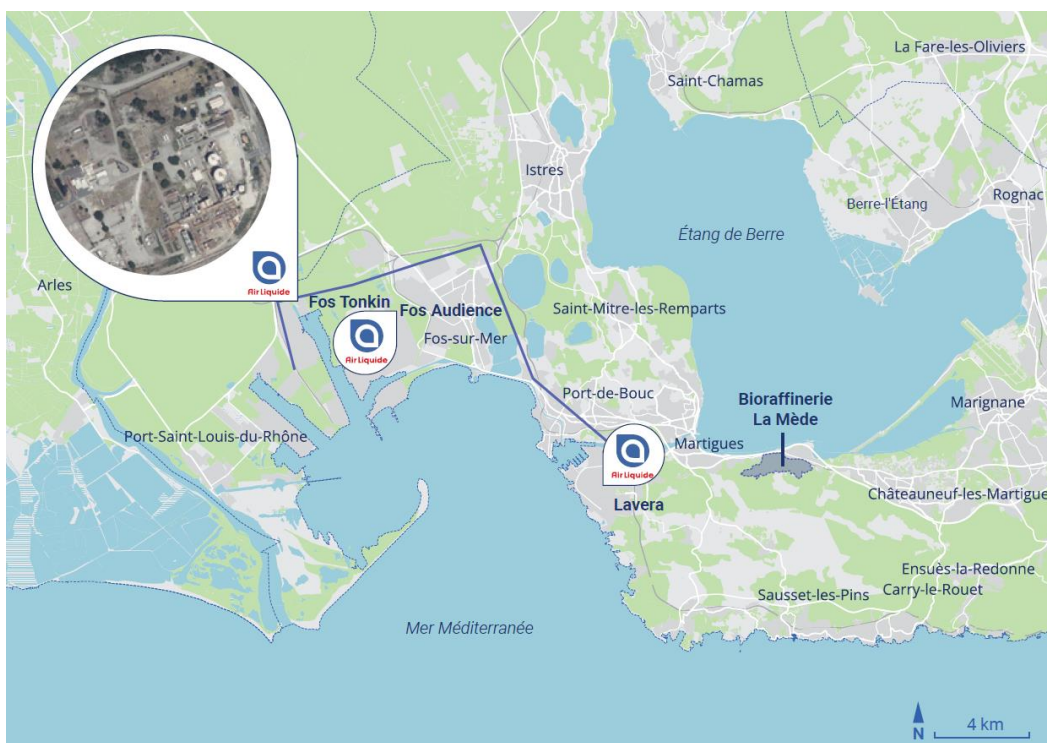 La Fare-les-Oliviers
Saint-Chamas
Istres
Rognac
Berre-l'Étang
Étang de Berre
Arles
Air Liquide
Fos Tonkin
Fos Audience
Saint-Mitre-les-Remparts
Fos-sur-Mer
Air Liquide
Port-de-Bouc
Bioraffinerie
La Mède
Marignane
Port-Saint-Louis-du-Rhône
Martigues
Air Liquide
Châteauneuf-les-Martigue
Lavera
Ensuès-la-Redonne
Carry-le-Rouet
Sausset-les-Pins
Mer Méditerranée
N
4 km